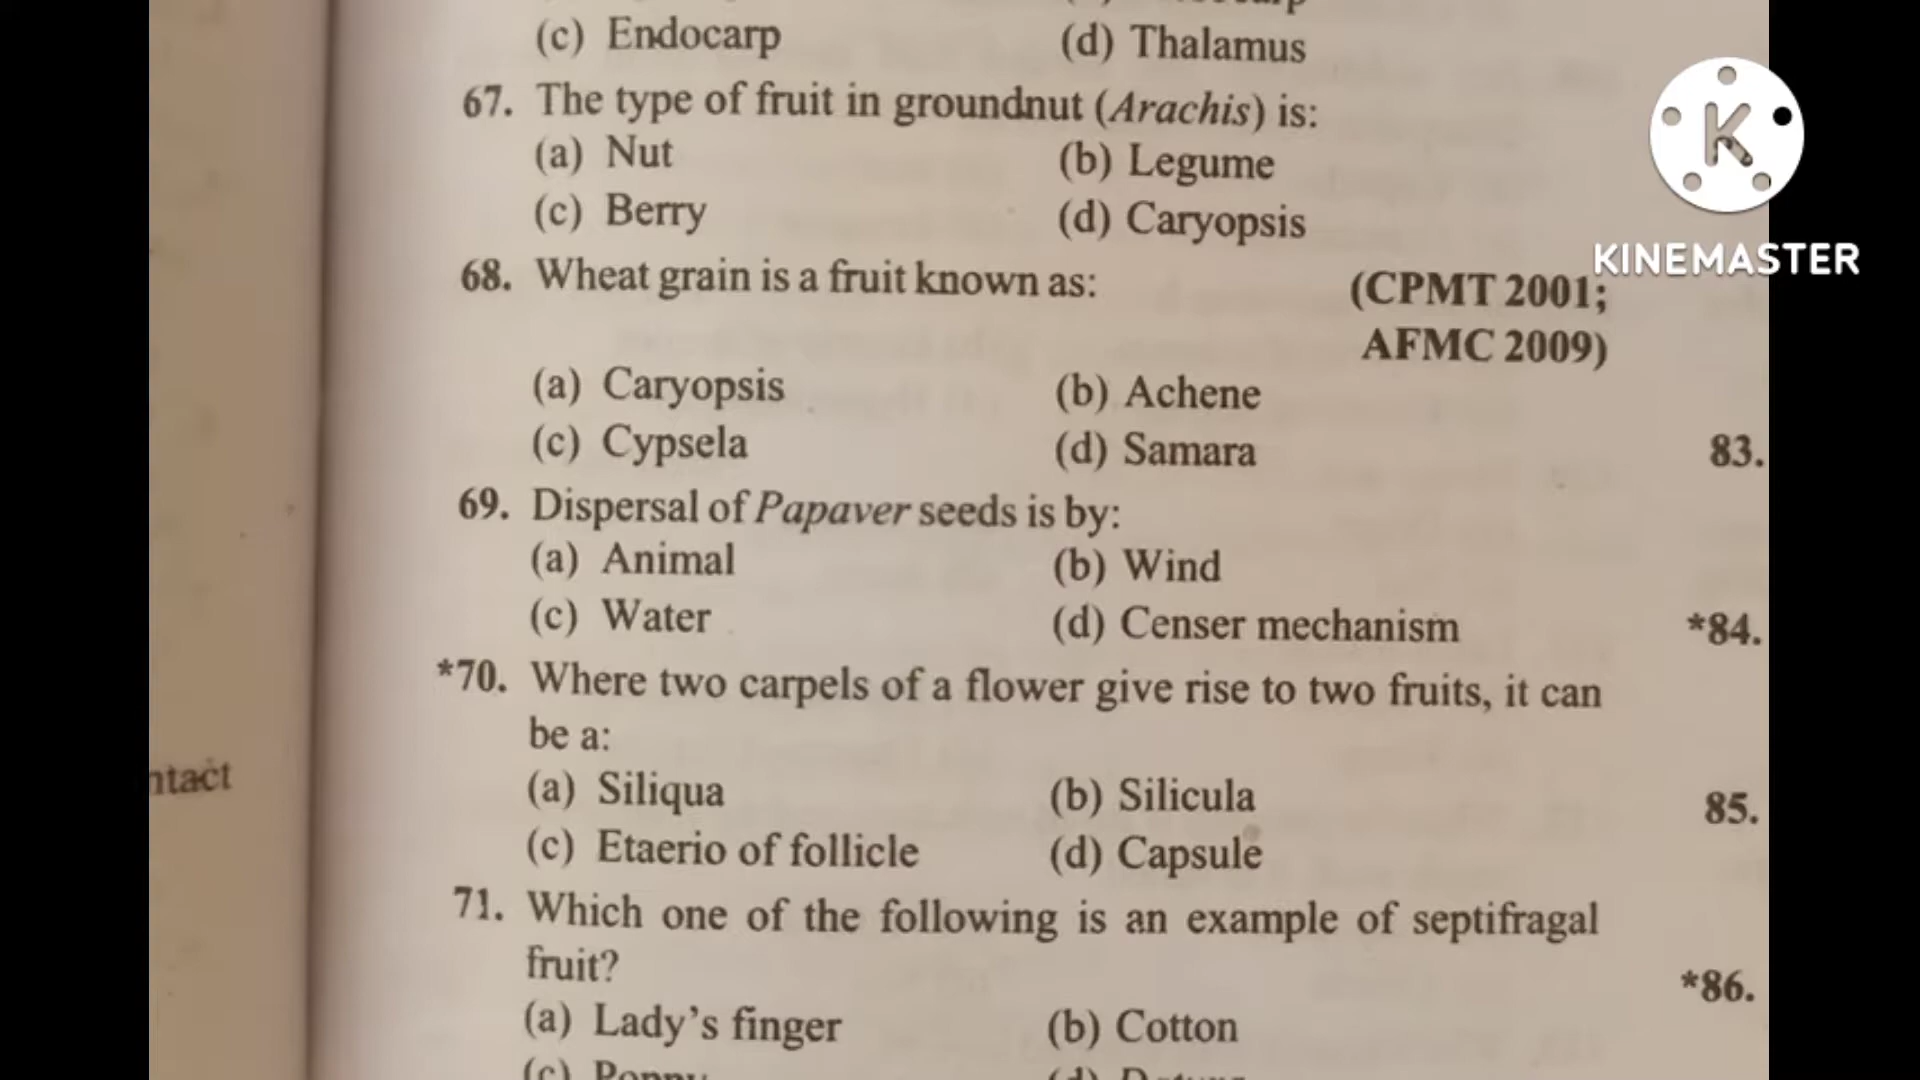 (c) Endocarp (d) Thalamus
67. The type of fruit in groundnut (Arachis) is:
(a) Nut (b) Legume
(c) Berry (d) Caryopsis
68. Wheat grain is a fruit known as: (CPMT 2001;
AFMC 2009)
(a) Caryopsis (b) Achene
(c) Cypsela (d) Samara
69. Dispersal of Papaver seeds is by:
(a) Animal (b) Wind
(c) Water (d) Censer mechanism
*70. Where two carpels of a flower give rise to two fruits, it can
be a:
(a) Siliqua (b) Silicula
(c) Etaerio of follicle (d) Capsule
71. Which one of the following is an example of septifragal
fruit?
(a) Lady's finger (b) Cotton
(c) Poppy (d) Datura
ntact
83.
*84.
85.
*86.
K
KINEMASTER